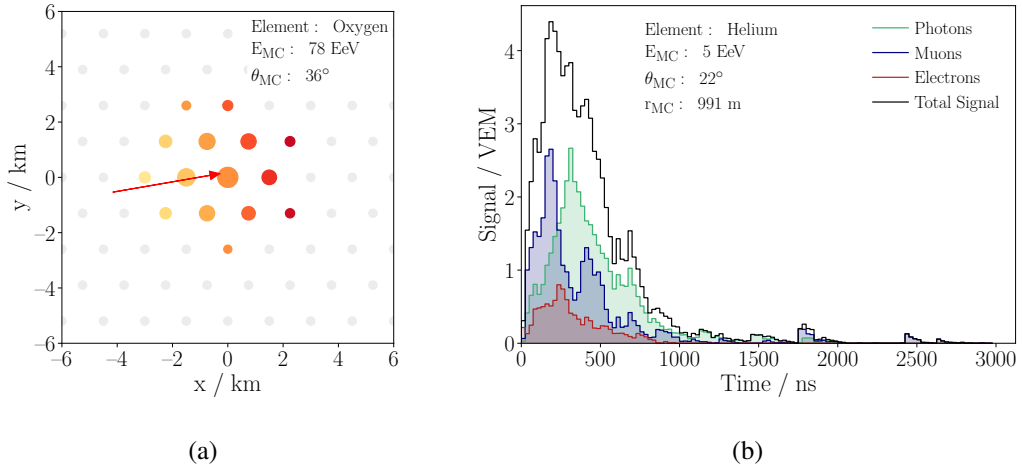 Element : Oxygen
E_MC : 78 EeV
θ_MC : 36°
6
4
2
0
−2
−4
−6
y / km
−6 −4 −2 0 2 4 6
x / km
(a)
Element : Helium
E_MC : 5 EeV
θ_MC : 22°
r_MC : 991 m
Photons
Muons
Electrons
Total Signal
4
3
2
1
0
Signal / VEM
0 500 1000 1500 2000 2500 3000
Time / ns
(b)